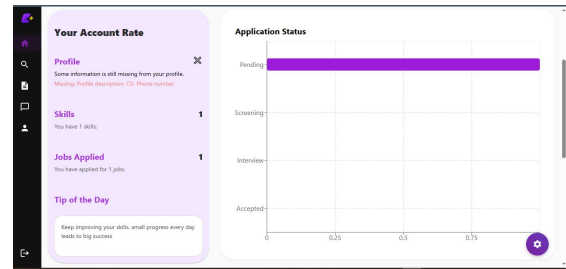 Your Account Rate
Profile
Some information is still missing from your profile.
Missing: Profile description, CV, Phone number
Skills 1
You have 1 skills.
Jobs Applied 1
You have applied for 1 jobs.
Tip of the Day
Keep improving your skills, small progress every day
leads to big success
Application Status
Pending
Screening
Interview
Accepted
0 0.25 0.5 0.75